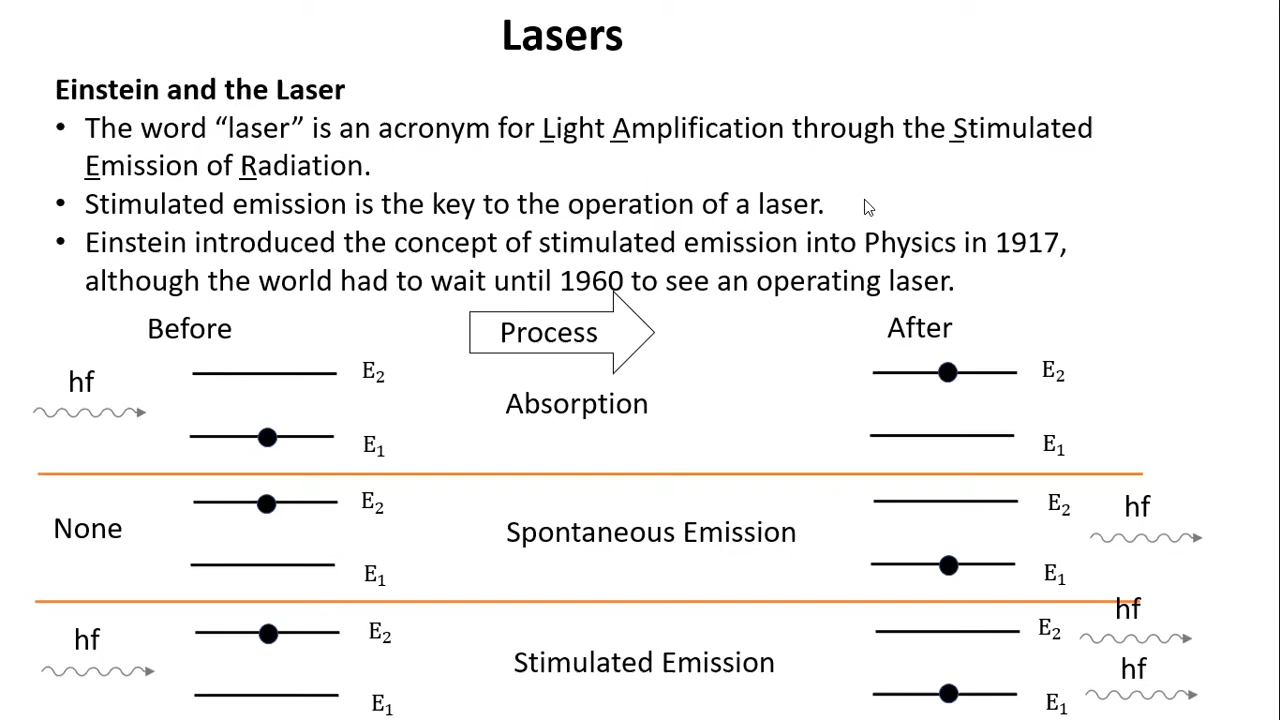 Lasers
Einstein and the Laser
• The word “laser” is an acronym for Light Amplification through the Stimulated
Emission of Radiation.
• Stimulated emission is the key to the operation of a laser.
• Einstein introduced the concept of stimulated emission into Physics in 1917,
although the world had to wait until 1960 to see an operating laser.
Before Process After
hf E₂ Absorption E₂
E₁ E₁
None E₂ Spontaneous Emission E₂ hf
E₁ E₁
hf E₂ Stimulated Emission E₂ hf
E₁ E₁ hf